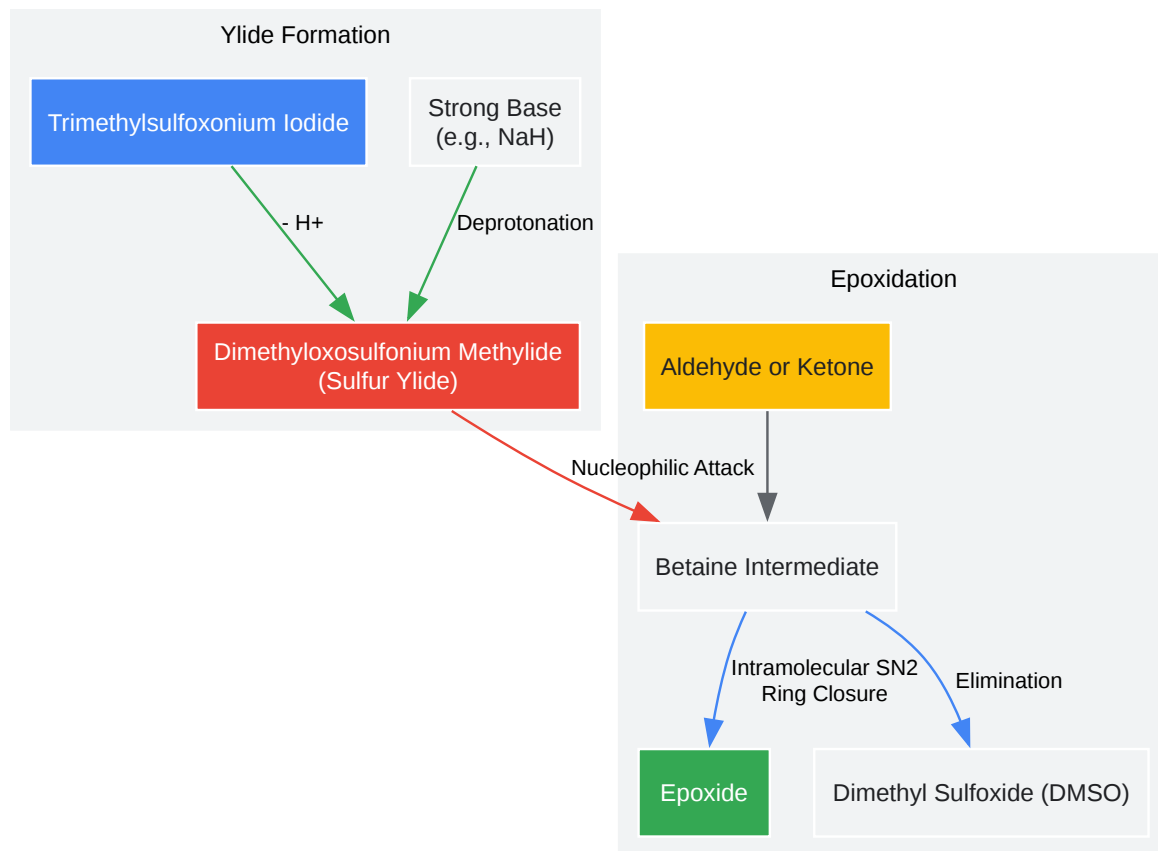 Ylide Formation
Trimethylsulfoxonium Iodide
Strong Base
(e.g., NaH)
- H+
Deprotonation
Dimethyloxosulfonium Methylide
(Sulfur Ylide)
Epoxidation
Aldehyde or Ketone
Nucleophilic Attack
Betaine Intermediate
Intramolecular SN2
Ring Closure
Elimination
Epoxide
Dimethyl Sulfoxide (DMSO)